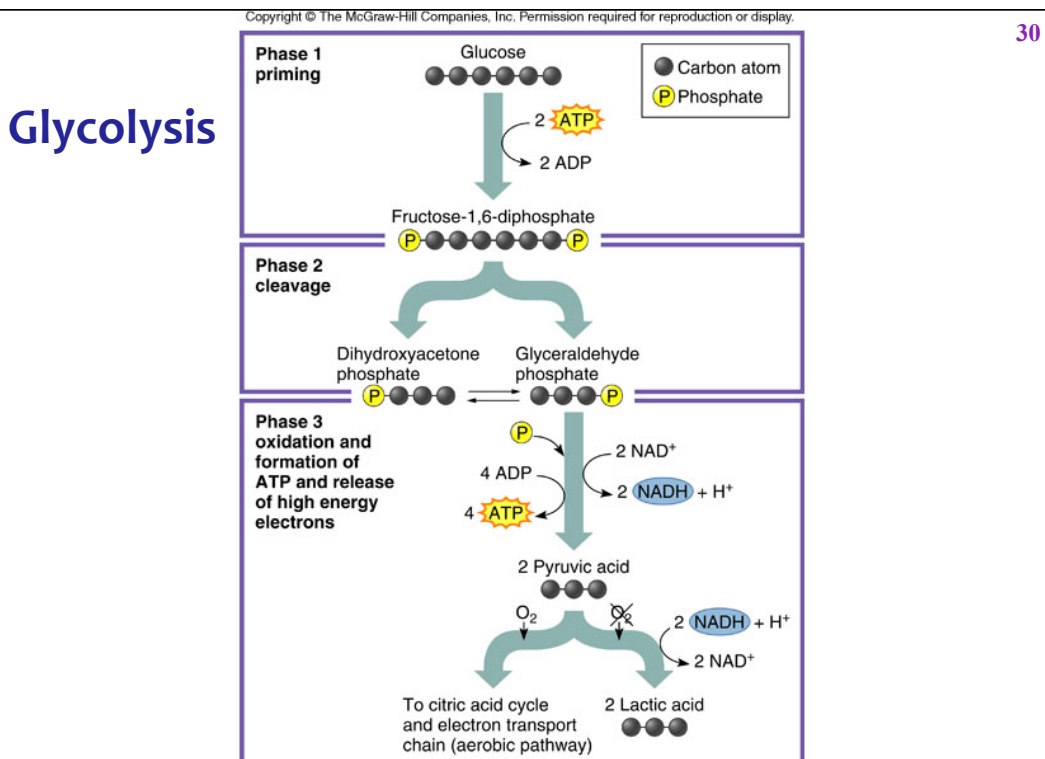 Copyright © The McGraw-Hill Companies, Inc. Permission required for reproduction or display.
30
Glycolysis
Phase 1
priming
Glucose
Carbon atom
P Phosphate
2 ATP
2 ADP
Fructose-1,6-diphosphate
P P
Phase 2
cleavage
Dihydroxyacetone
phosphate
P
Glyceraldehyde
phosphate
P
Phase 3
oxidation and
formation of
ATP and release
of high energy
electrons
P
4 ADP
4 ATP
2 NAD⁺
2 NADH + H⁺
2 Pyruvic acid
O₂
O₂
2 NADH + H⁺
2 NAD⁺
To citric acid cycle
and electron transport
chain (aerobic pathway)
2 Lactic acid